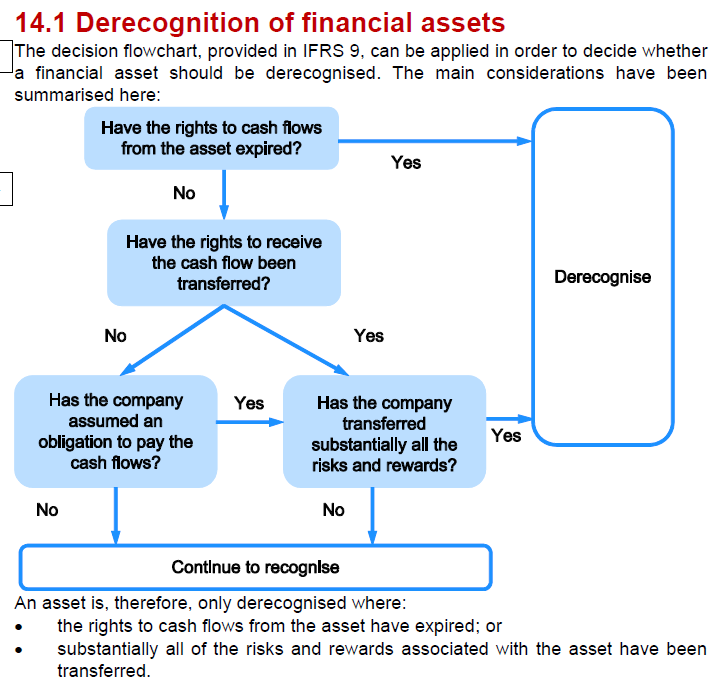 14.1 Derecognition of financial assets
The decision flowchart, provided in IFRS 9, can be applied in order to decide whether
a financial asset should be derecognised. The main considerations have been
summarised here:
Have the rights to cash flows
from the asset expired?
Yes
No
Have the rights to receive
the cash flow been
transferred?
Derecognise
No
Yes
Has the company
assumed an
obligation to pay the
cash flows?
Yes
Has the company
transferred
substantially all the
risks and rewards?
Yes
No
No
Continue to recognise
An asset is, therefore, only derecognised where:
• the rights to cash flows from the asset have expired; or
• substantially all of the risks and rewards associated with the asset have been
transferred.